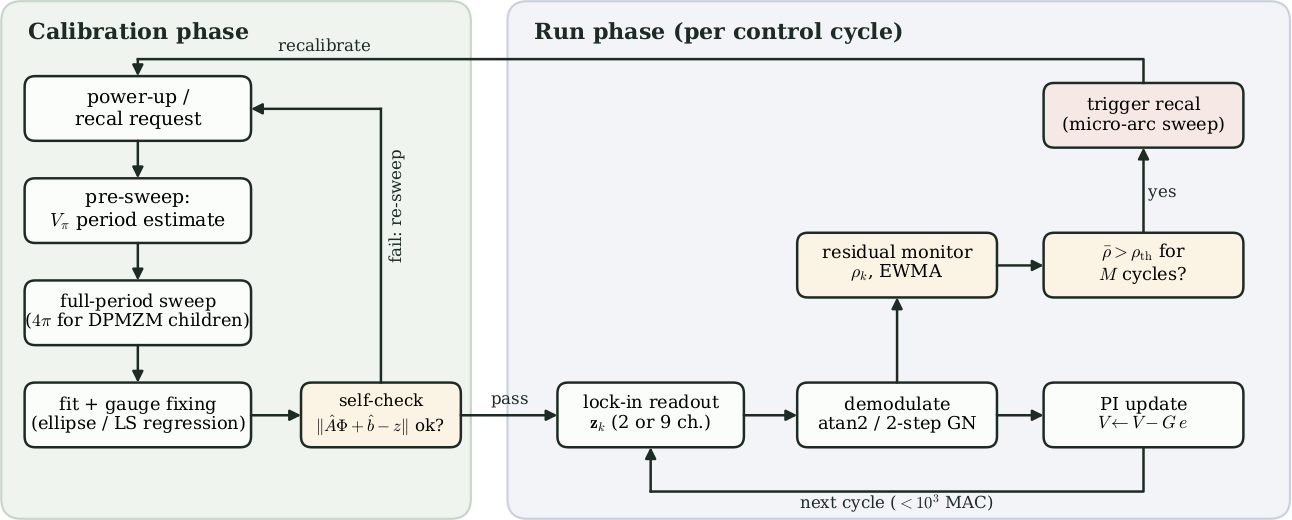 Calibration phase
recalibrate
power-up /
recal request
pre-sweep:
V_π period estimate
full-period sweep
(4π for DPMZM children)
fit + gauge fixing
(ellipse / LS regression)
self-check
‖ÂΦ + b̂ − z‖ ok?
fail: re-sweep
pass
Run phase (per control cycle)
trigger recal
(micro-arc sweep)
yes
residual monitor
ρ_k, EWMA
ρ̄ > ρ_th for
M cycles?
lock-in readout
z_k (2 or 9 ch.)
demodulate
atan2 / 2-step GN
PI update
V ← V − G e
next cycle (< 10³ MAC)